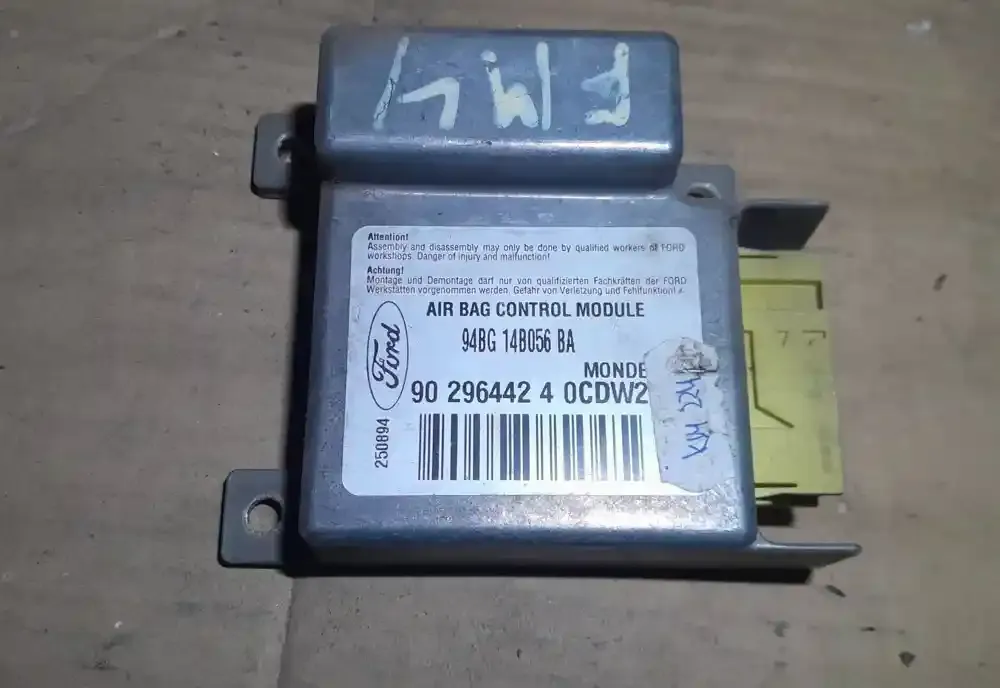 FM4
Attention!
Assembly and disassembly may only be done by qualified workers of FORD
workshops. Danger of injury and malfunction!
Achtung!
Montage und Demontage darf nur von qualifizierten Fachkräften der FORD
Werkstätten vorgenommen werden. Gefahr von Verletzung und Fehlfunktion!
AIR BAG CONTROL MODULE
94BG 14B056 BA
MONDE
90 296442 4 0CDW2
Ford
250894
77